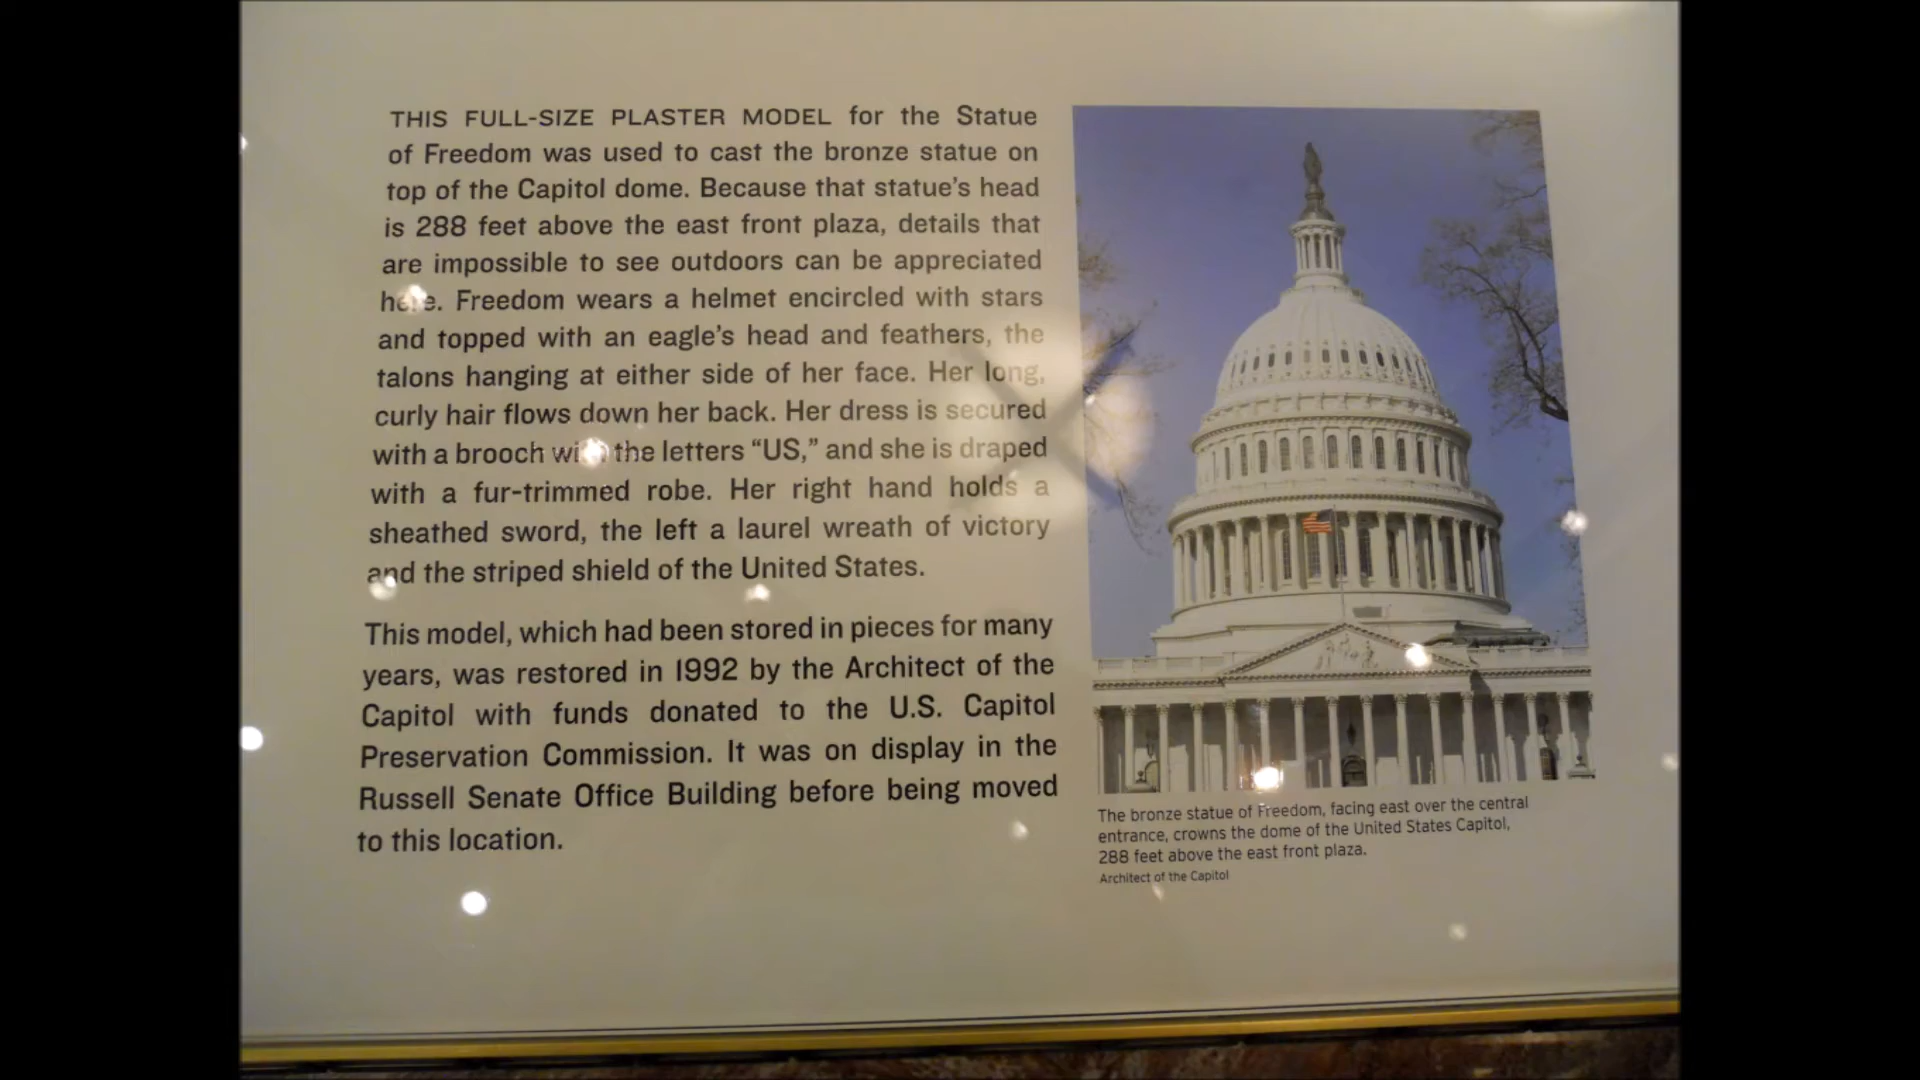 THIS FULL-SIZE PLASTER MODEL for the Statue
of Freedom was used to cast the bronze statue on
top of the Capitol dome. Because that statue's head
is 288 feet above the east front plaza, details that
are impossible to see outdoors can be appreciated
here. Freedom wears a helmet encircled with stars
and topped with an eagle's head and feathers, the
talons hanging at either side of her face. Her long,
curly hair flows down her back. Her dress is secured
with a brooch with the letters “US,” and she is draped
with a fur-trimmed robe. Her right hand holds a
sheathed sword, the left a laurel wreath of victory
and the striped shield of the United States.
This model, which had been stored in pieces for many
years, was restored in 1992 by the Architect of the
Capitol with funds donated to the U.S. Capitol
Preservation Commission. It was on display in the
Russell Senate Office Building before being moved
to this location.
The bronze statue of Freedom, facing east over the central
entrance, crowns the dome of the United States Capitol,
288 feet above the east front plaza.
Architect of the Capitol